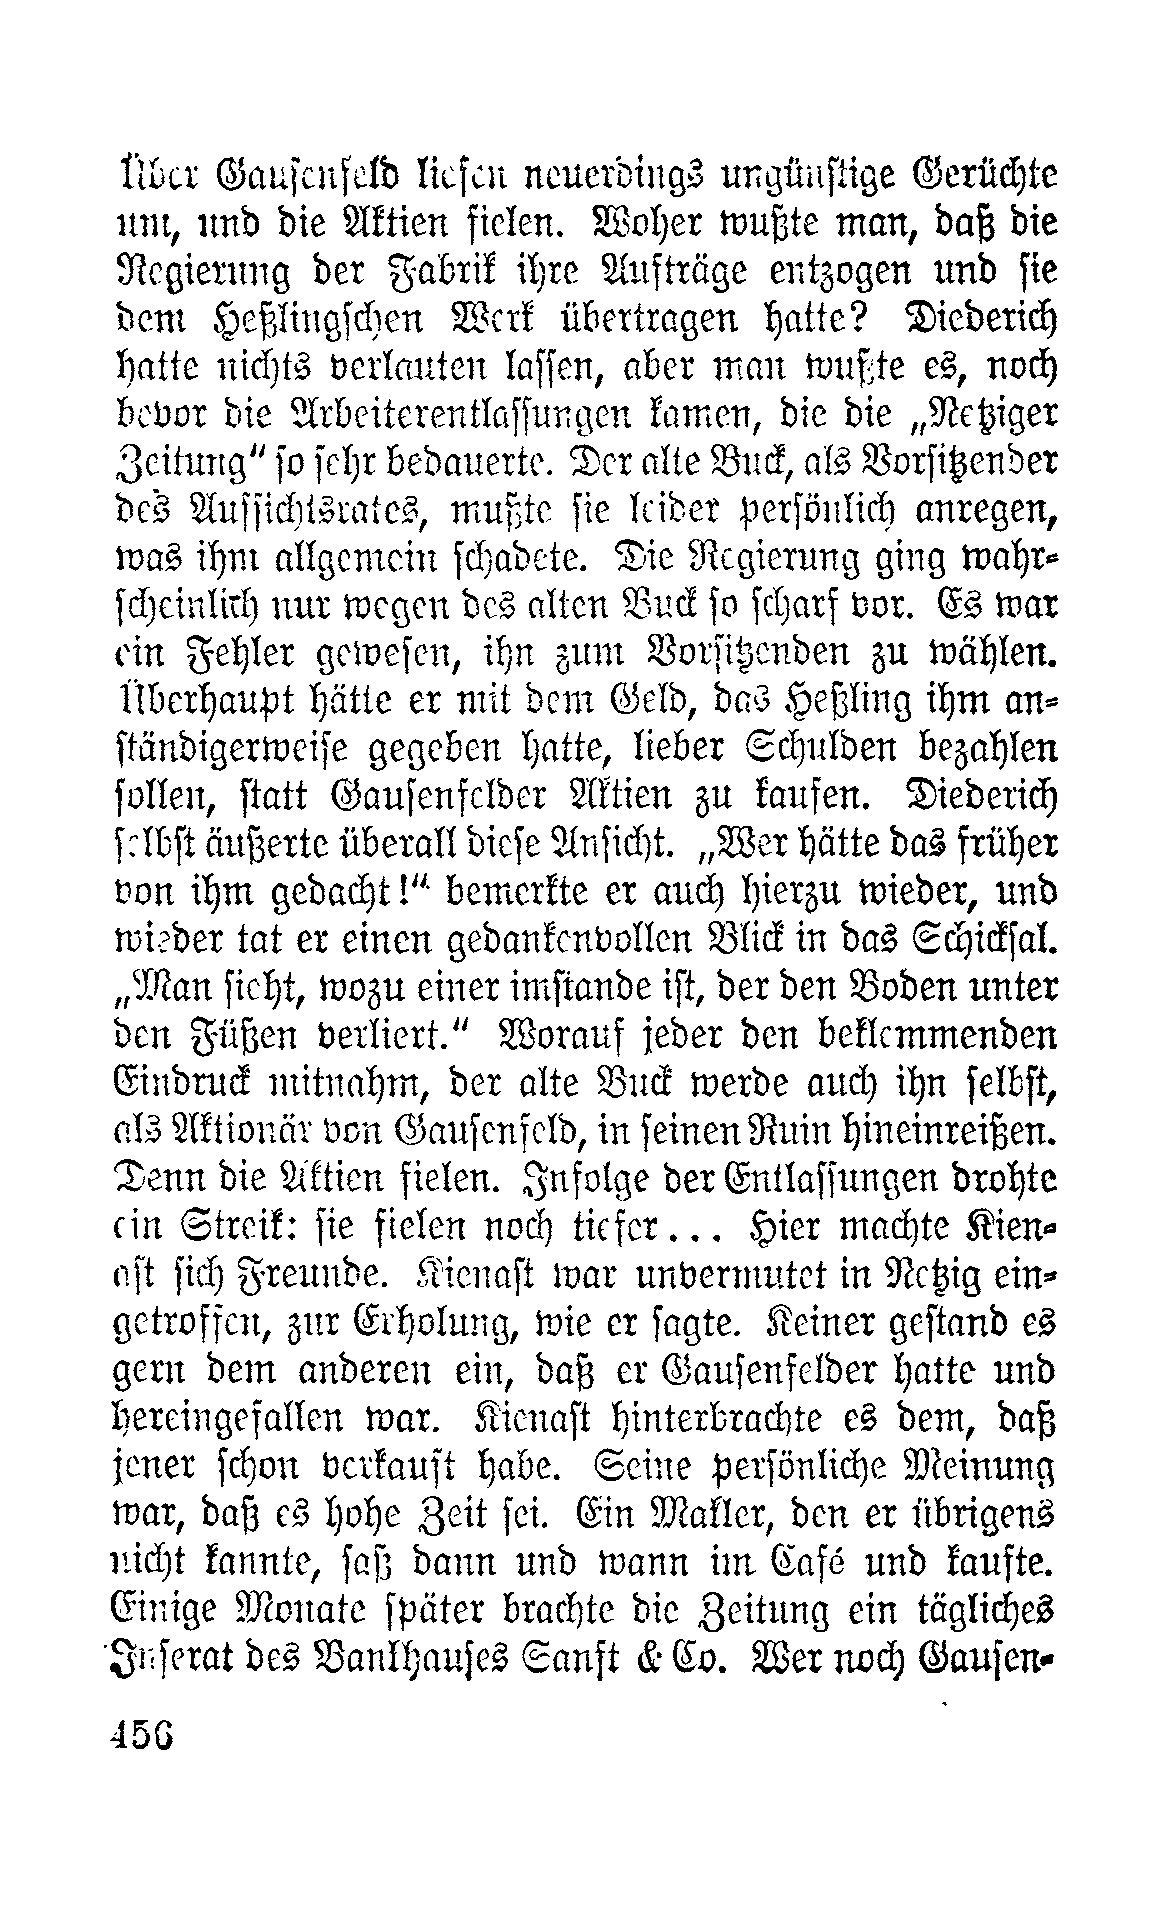 Über Gausenfeld liefen neuerdings ungünstige Gerüchte
um, und die Aktien fielen. Woher wußte man, daß die
Regierung der Fabrik ihre Aufträge entzogen und sie
dem Heßlingschen Werk übertragen hatte? Diederich
hatte nichts verlauten lassen, aber man wußte es, noch
bevor die Arbeiterentlassungen kamen, die die „Netziger
Zeitung“ so sehr bedauerte. Der alte Buck, als Vorsitzender
des Aufsichtsrates, mußte sie leider persönlich anregen,
was ihm allgemein schadete. Die Regierung ging wahr-
scheinlich nur wegen des alten Buck so scharf vor. Es war
ein Fehler gewesen, ihn zum Vorsitzenden zu wählen.
Überhaupt hätte er mit dem Geld, das Heßling ihm an-
ständigerweise gegeben hatte, lieber Schulden bezahlen
sollen, statt Gausenfelder Aktien zu kaufen. Diederich
selbst äußerte überall diese Ansicht. „Wer hätte das früher
von ihm gedacht!“ bemerkte er auch hierzu wieder, und
wieder tat er einen gedankenvollen Blick in das Schicksal.
„Man sieht, wozu einer imstande ist, der den Boden unter
den Füßen verliert.“ Worauf jeder den beklemmenden
Eindruck mitnahm, der alte Buck werde auch ihn selbst,
als Aktionär von Gausenfeld, in seinen Ruin hineinreißen.
Denn die Aktien fielen. Infolge der Entlassungen drohte
ein Streik: sie fielen noch tiefer... Hier machte Kien-
ast sich Freunde. Kienast war unvermutet in Netzig ein-
getroffen, zur Erholung, wie er sagte. Keiner gestand es
gern dem anderen ein, daß er Gausenfelder hatte und
hereingefallen war. Kienast hinterbrachte es dem, daß
jener schon verkauft habe. Seine persönliche Meinung
war, daß es hohe Zeit sei. Ein Makler, den er übrigens
nicht kannte, saß dann und wann im Café und kaufte.
Einige Monate später brachte die Zeitung ein tägliches
Inserat des Bankhauses Sanft & Co. Wer noch Gausen-
456